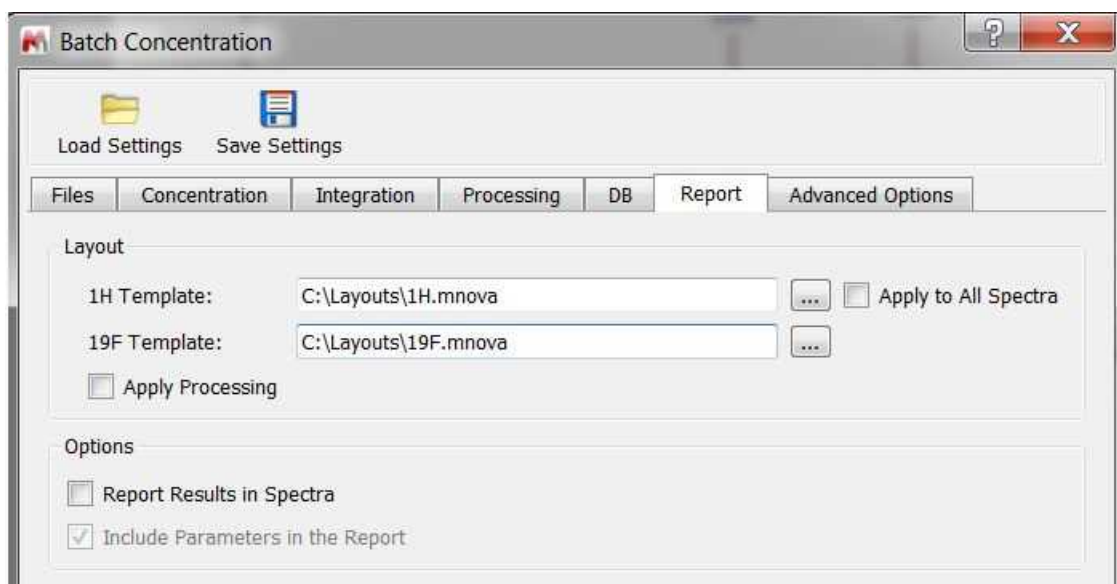 Batch Concentration
Load Settings Save Settings
Files Concentration Integration Processing DB Report Advanced Options
Layout
1H Template: C:\Layouts\1H.mnova ... Apply to All Spectra
19F Template: C:\Layouts\19F.mnova ...
Apply Processing
Options
Report Results in Spectra
Include Parameters in the Report